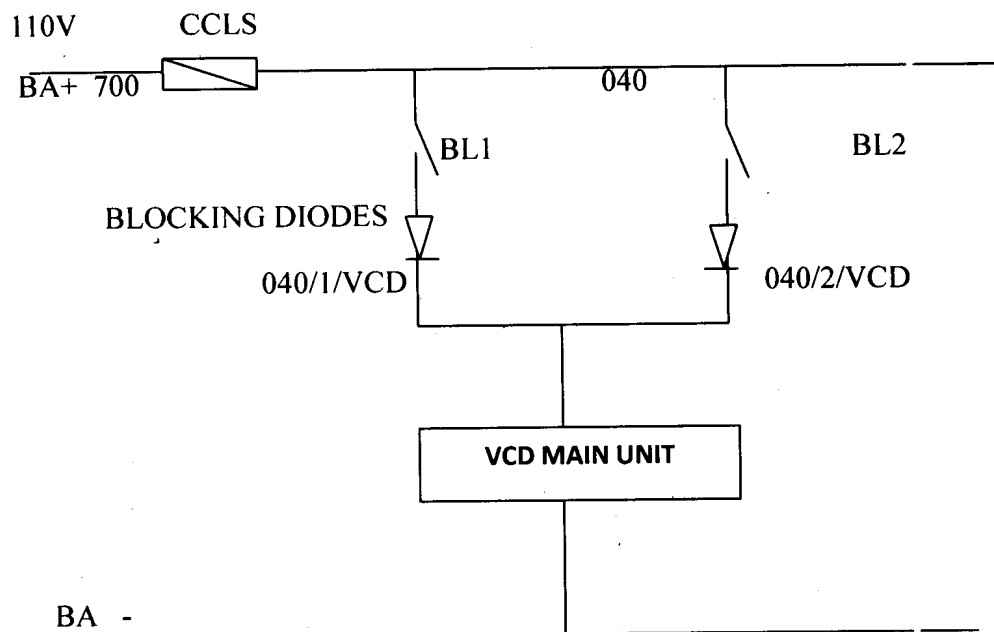 110V CCLS
BA+ 700 040
BL1 BL2
BLOCKING DIODES
040/1/VCD 040/2/VCD
VCD MAIN UNIT
BA -